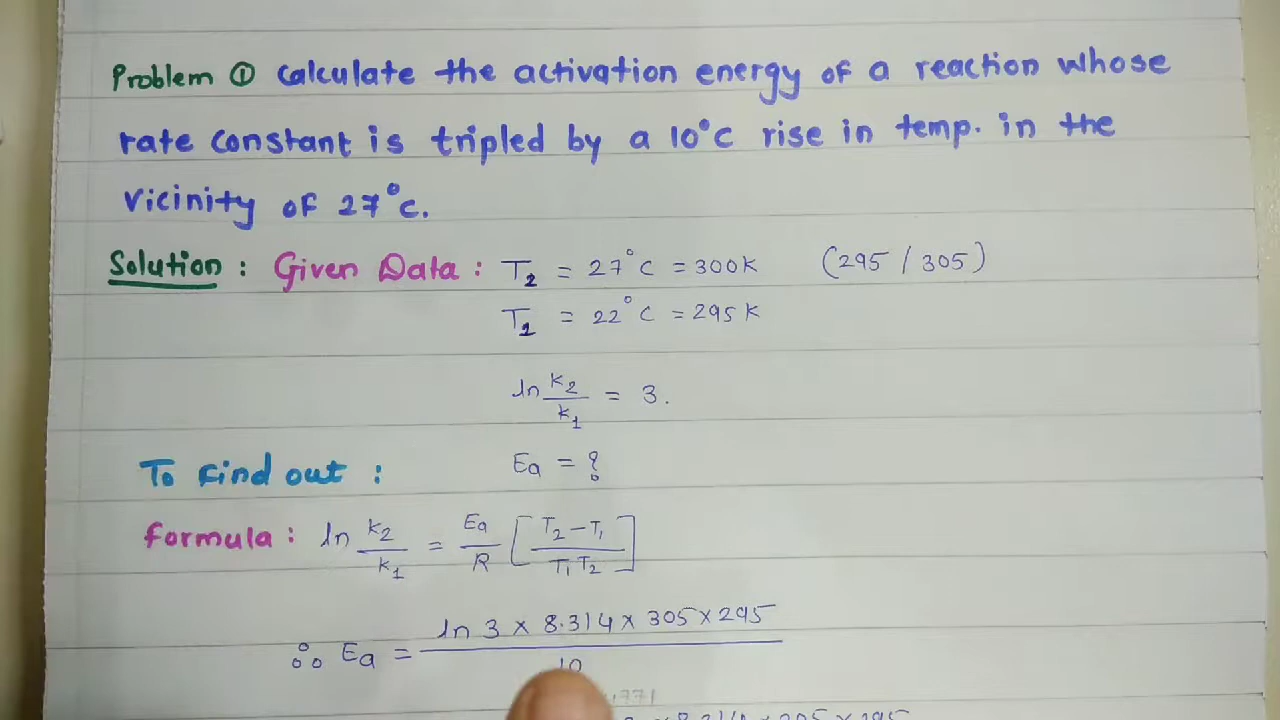 Problem ① Calculate the activation energy of a reaction whose
rate constant is tripled by a 10°C rise in temp. in the
vicinity of 27°C.
Solution : Given Data : T₂ = 27°C = 300K (295 / 305)
T₁ = 22°C = 295 K
ln K₂/K₁ = 3.
To Find out : Ea = ?
Formula : ln K₂/K₁ = Ea/R [T₂ – T₁ / T₁ T₂]
∴ Ea = ln 3 × 8.314 × 305 × 295 / 10